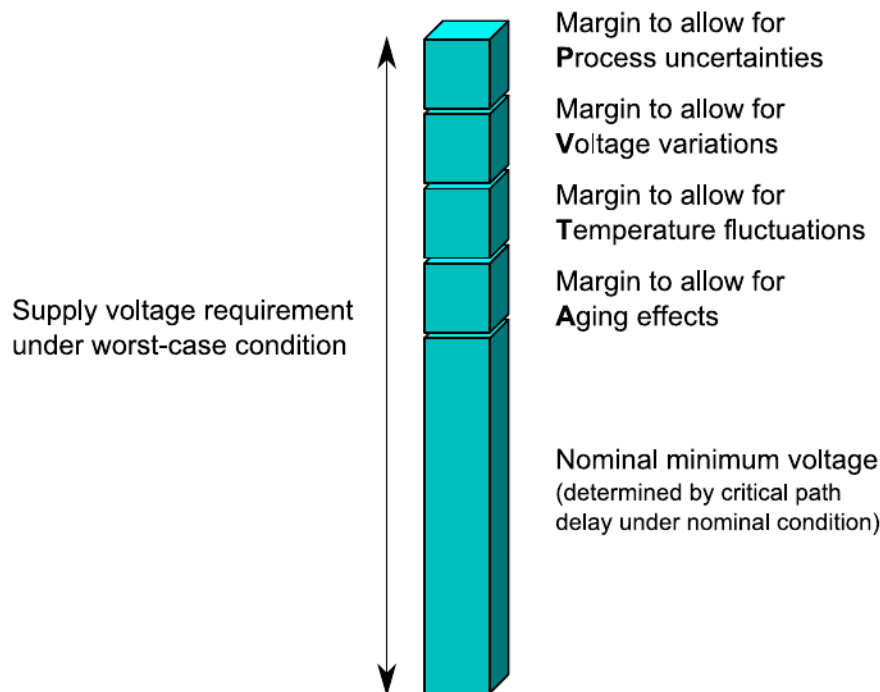 Margin to allow for
Process uncertainties
Margin to allow for
Voltage variations
Margin to allow for
Temperature fluctuations
Margin to allow for
Aging effects
Supply voltage requirement
under worst-case condition
Nominal minimum voltage
(determined by critical path
delay under nominal condition)